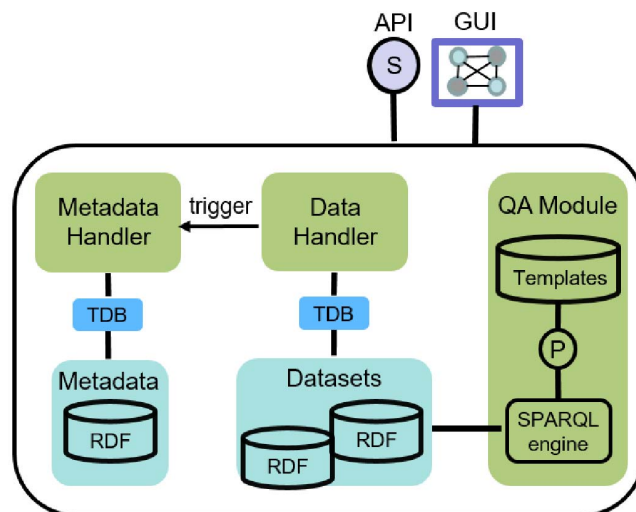 API
GUI
S
Metadata
Handler
trigger
Data
Handler
QA Module
Templates
TDB
TDB
P
Metadata
RDF
Datasets
RDF
RDF
SPARQL
engine